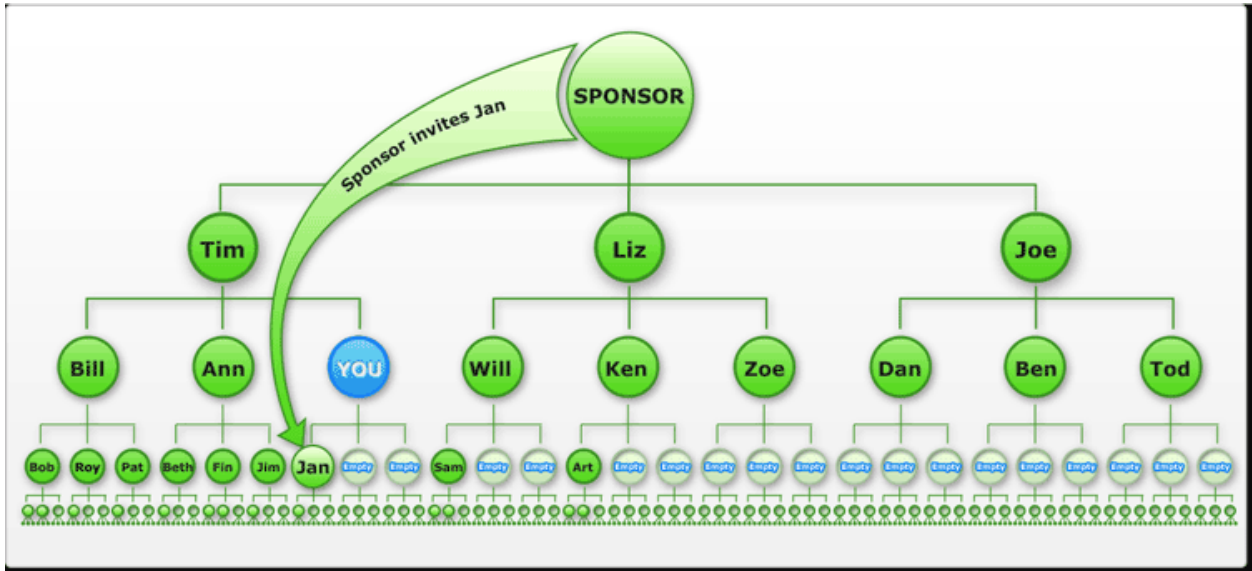 SPONSOR
Sponsor invites Jan
Tim Liz Joe
Bill Ann YOU Will Ken Zoe Dan Ben Tod
Bob Roy Pat Beth Fin Jim Jan Empty Empty Sam Empty Empty Art Empty Empty Empty Empty Empty Empty Empty Empty Empty Empty Empty Empty Empty Empty